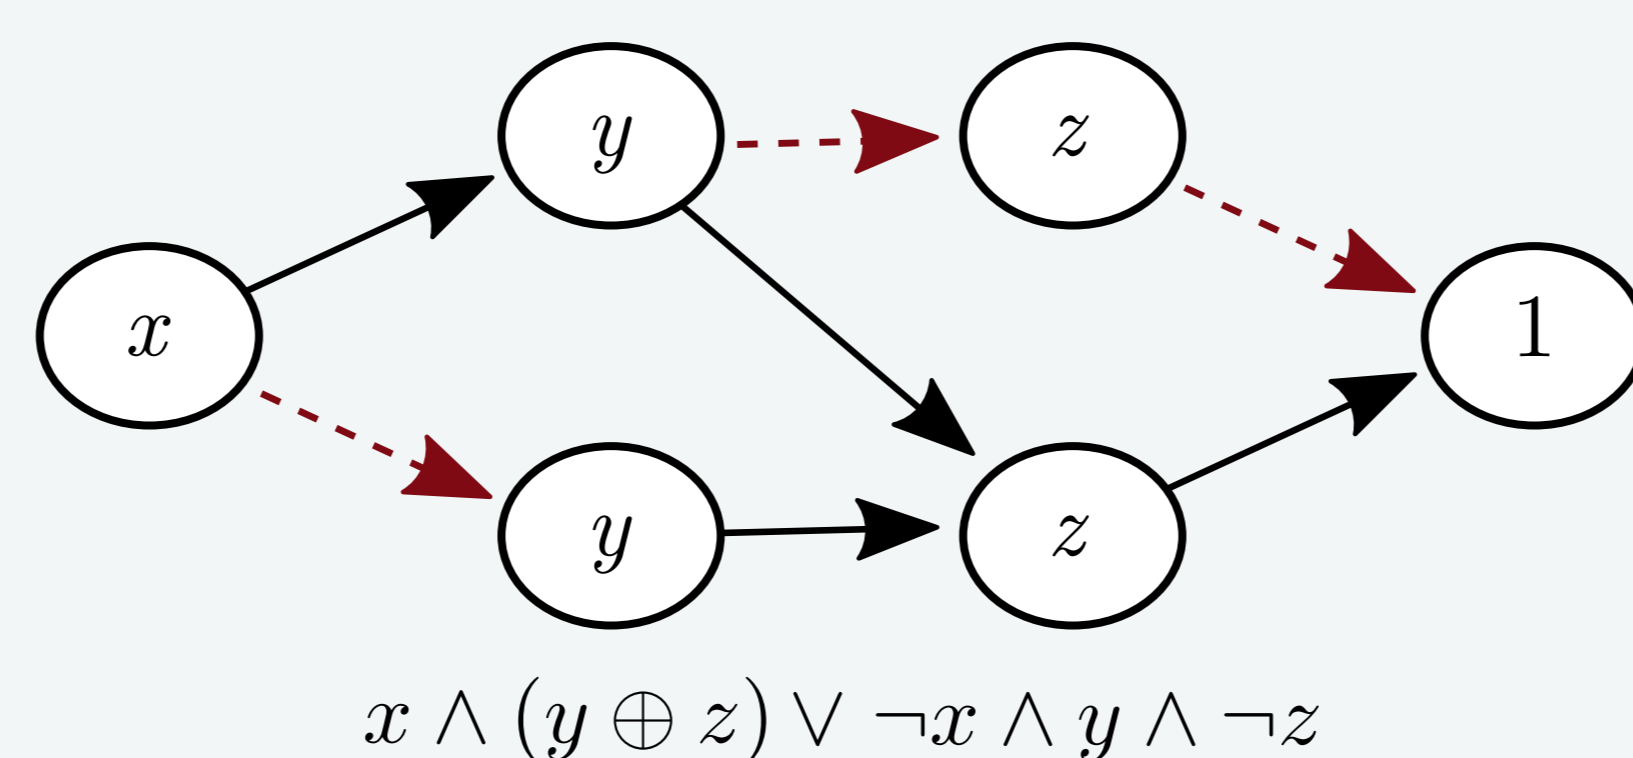 y z
x 1
y z
x ∧ (y ⊕ z) ∨ ¬x ∧ y ∧ ¬z